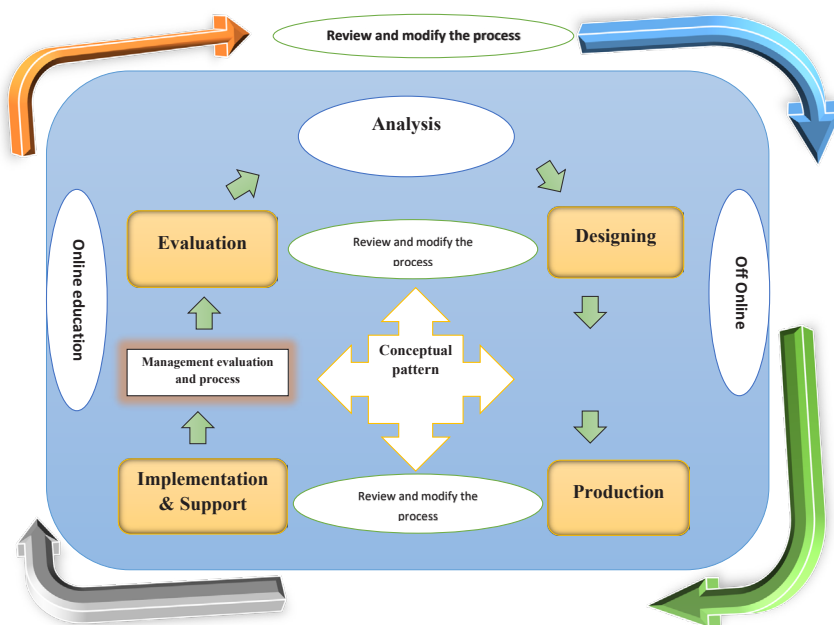 Review and modify the process
Analysis
Evaluation
Review and modify the
process
Designing
Online education
Off Online
Management evaluation
and process
Conceptual
pattern
Implementation
& Support
Review and modify the
process
Production